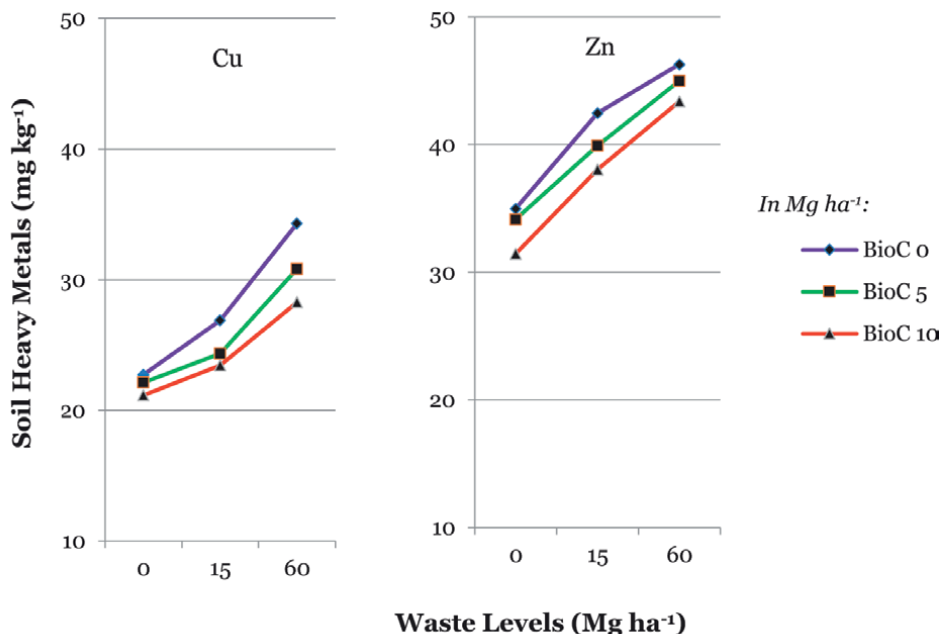 Soil Heavy Metals (mg kg⁻¹)
50
40
30
20
10
Cu
0 15 60
50
40
30
20
10
Zn
0 15 60
Waste Levels (Mg ha⁻¹)
In Mg ha⁻¹:
BioC 0
BioC 5
BioC 10